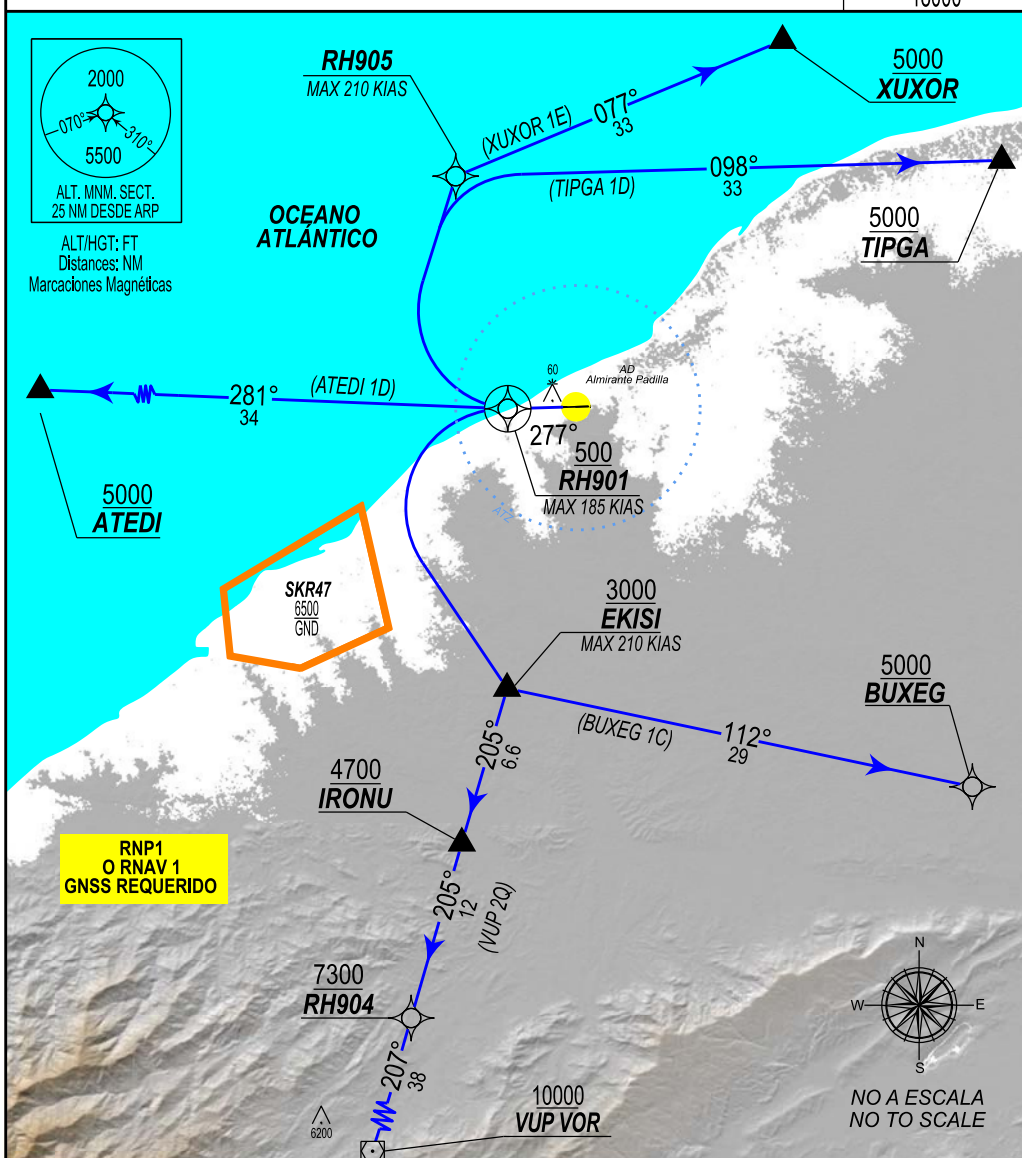 2000
070°
310°
5500
ALT. MNM. SECT.
25 NM DESDE ARP
ALT/HGT: FT
Distances: NM
Marcaciones Magnéticas
RH905
MAX 210 KIAS
5000
XUXOR
(XUXOR 1E)
077°
33
(TIPGA 1D)
098°
33
OCEANO
ATLÁNTICO
5000
TIPGA
60
AD
Almirante Padilla
281°
34
(ATEDI 1D)
277°
500
RH901
MAX 185 KIAS
ATZ
5000
ATEDI
SKR47
6500
GND
3000
EKISI
MAX 210 KIAS
5000
BUXEG
(BUXEG 1C)
112°
29
205°
6.6
4700
IRONU
RNP1
O RNAV 1
GNSS REQUERIDO
205°
12
(VUP 2Q)
7300
RH904
207°
38
6200
10000
VUP VOR
N
W
E
S
NO A ESCALA
NO TO SCALE